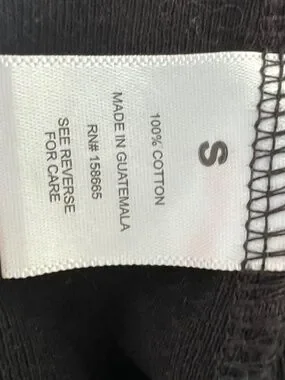 S
100% COTTON
MADE IN GUATEMALA
RN# 158665
SEE REVERSE
FOR CARE